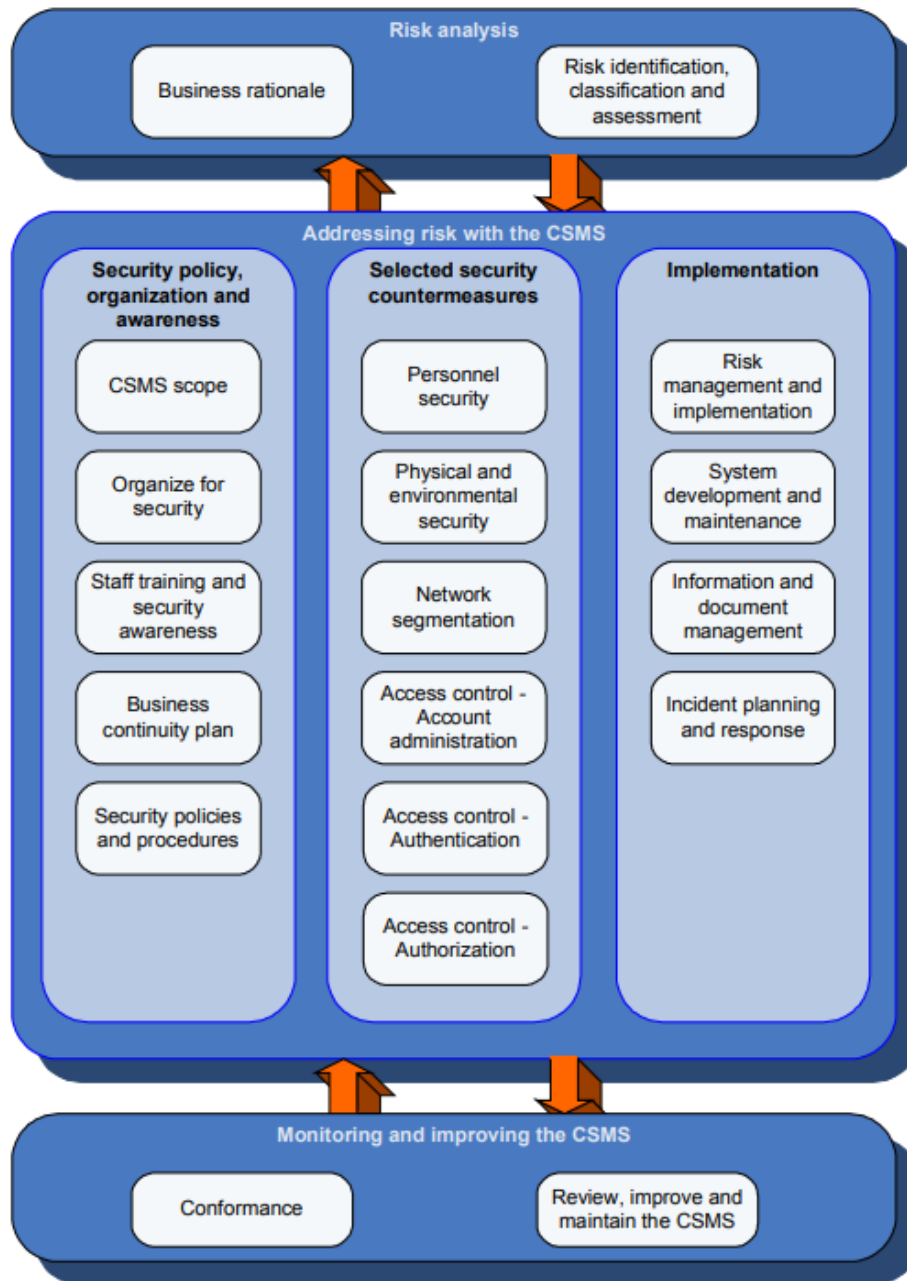 Risk analysis
Business rationale
Risk identification,
classification and
assessment
Addressing risk with the CSMS
Security policy,
organization and
awareness
CSMS scope
Organize for
security
Staff training and
security
awareness
Business
continuity plan
Security policies
and procedures
Selected security
countermeasures
Personnel
security
Physical and
environmental
security
Network
segmentation
Access control -
Account
administration
Access control -
Authentication
Access control -
Authorization
Implementation
Risk
management and
implementation
System
development and
maintenance
Information and
document
management
Incident planning
and response
Monitoring and improving the CSMS
Conformance
Review, improve and
maintain the CSMS